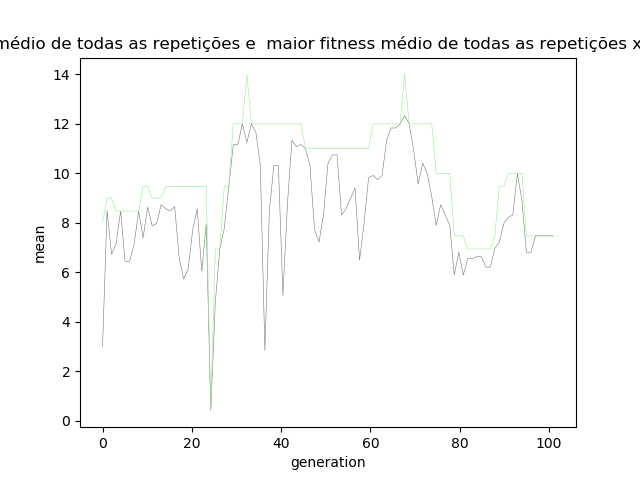 médio de todas as repetições e  maior fitness médio de todas as repetições x
14
12
10
8
6
4
2
0
mean
0 20 40 60 80 100
generation